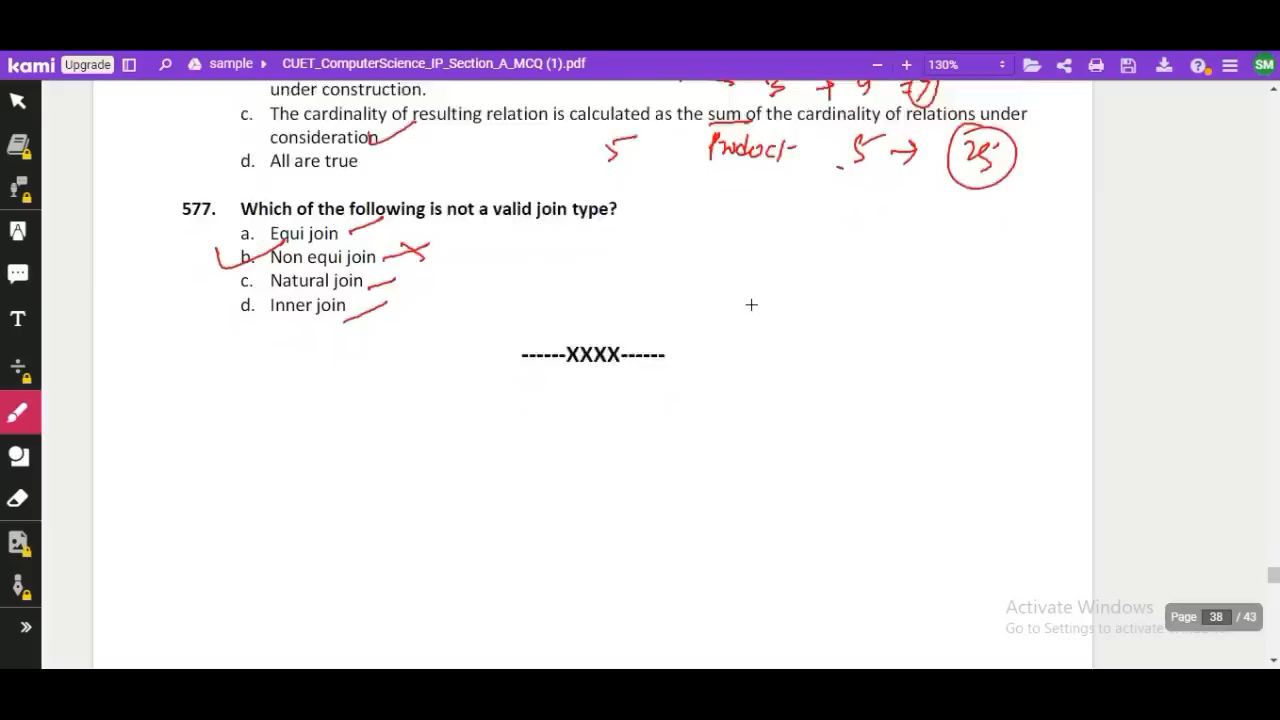 kami Upgrade sample CUET_ComputerScience_IP_Section_A_MCQ (1).pdf 130% SM
under construction.
c. The cardinality of resulting relation is calculated as the sum of the cardinality of relations under
consideration
5 Product 5 → 25
d. All are true
577. Which of the following is not a valid join type?
a. Equi join
b. Non equi join
c. Natural join
d. Inner join
------XXXX------
Activate Windows
Go to Settings to activate
Page 38 / 43